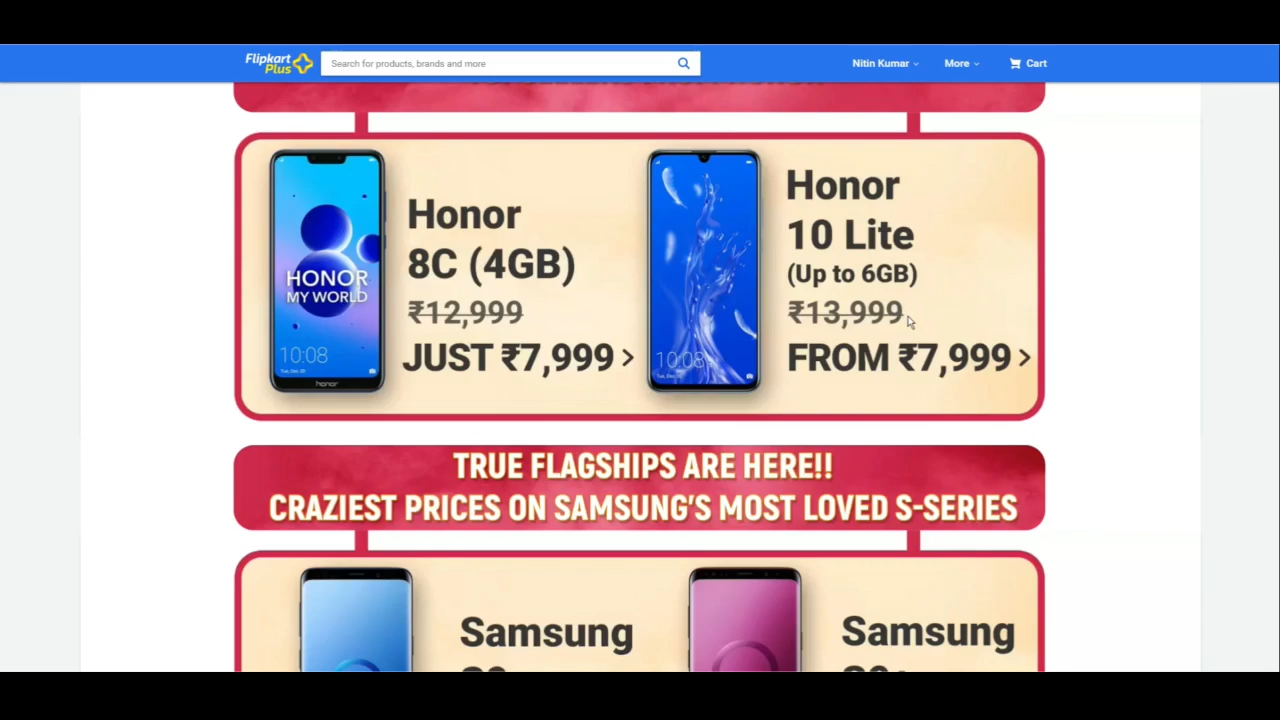 Flipkart
Plus
Search for products, brands and more
Nitin Kumar
More
Cart
HONOR
MY WORLD
10:08
honor
Honor
8C (4GB)
₹12,999
JUST ₹7,999 >
10:08
Honor
10 Lite
(Up to 6GB)
₹13,999
FROM ₹7,999 >
TRUE FLAGSHIPS ARE HERE!!
CRAZIEST PRICES ON SAMSUNG'S MOST LOVED S-SERIES
Samsung
Samsung